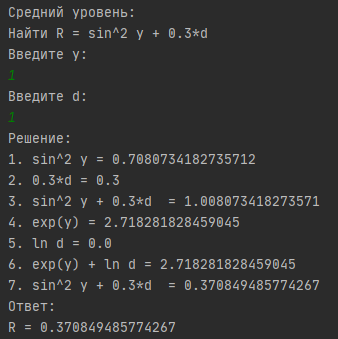 Средний уровень:
Найти R = sin^2 y + 0.3*d
Введите y:
1
Введите d:
1
Решение:
1. sin^2 y = 0.7080734182735712
2. 0.3*d = 0.3
3. sin^2 y + 0.3*d  = 1.008073418273571
4. exp(y) = 2.718281828459045
5. ln d = 0.0
6. exp(y) + ln d = 2.718281828459045
7. sin^2 y + 0.3*d  = 0.370849485774267
Ответ:
R = 0.370849485774267